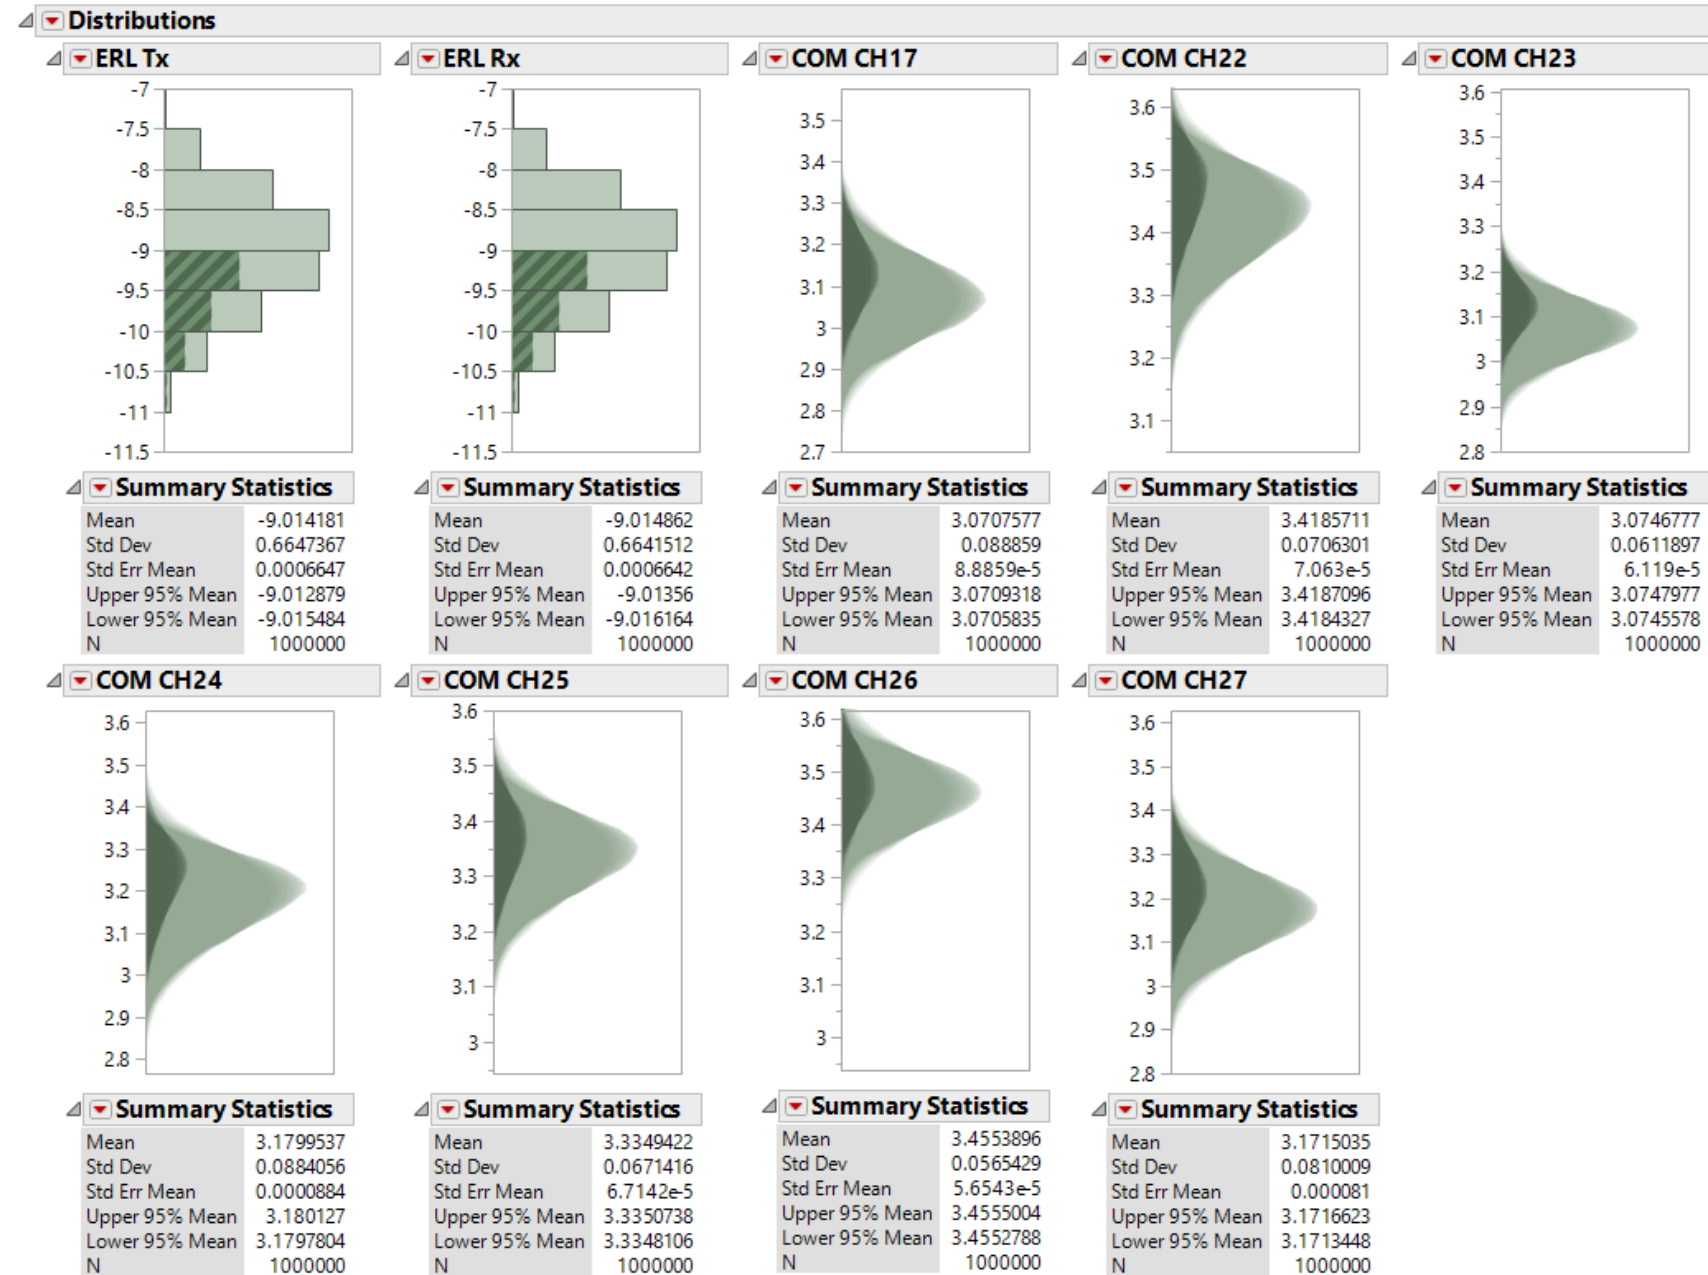 Distributions
ERL Tx
-7
-7.5
-8
-8.5
-9
-9.5
-10
-10.5
-11
-11.5
Summary Statistics
Mean -9.014181
Std Dev 0.6647367
Std Err Mean 0.0006647
Upper 95% Mean -9.012879
Lower 95% Mean -9.015484
N 1000000
ERL Rx
-7
-7.5
-8
-8.5
-9
-9.5
-10
-10.5
-11
-11.5
Summary Statistics
Mean -9.014862
Std Dev 0.6641512
Std Err Mean 0.0006642
Upper 95% Mean -9.01356
Lower 95% Mean -9.016164
N 1000000
COM CH17
3.5
3.4
3.3
3.2
3.1
3
2.9
2.8
2.7
Summary Statistics
Mean 3.0707577
Std Dev 0.088859
Std Err Mean 8.8859e-5
Upper 95% Mean 3.0709318
Lower 95% Mean 3.0705835
N 1000000
COM CH22
3.6
3.5
3.4
3.3
3.2
3.1
Summary Statistics
Mean 3.4185711
Std Dev 0.0706301
Std Err Mean 7.063e-5
Upper 95% Mean 3.4187096
Lower 95% Mean 3.4184327
N 1000000
COM CH23
3.6
3.5
3.4
3.3
3.2
3.1
3
2.9
2.8
Summary Statistics
Mean 3.0746777
Std Dev 0.0611897
Std Err Mean 6.119e-5
Upper 95% Mean 3.0747977
Lower 95% Mean 3.0745578
N 1000000
COM CH24
3.6
3.5
3.4
3.3
3.2
3.1
3
2.9
2.8
Summary Statistics
Mean 3.1799537
Std Dev 0.0884056
Std Err Mean 0.0000884
Upper 95% Mean 3.180127
Lower 95% Mean 3.1797804
N 1000000
COM CH25
3.6
3.5
3.4
3.3
3.2
3.1
3
Summary Statistics
Mean 3.3349422
Std Dev 0.0671416
Std Err Mean 6.7142e-5
Upper 95% Mean 3.3350738
Lower 95% Mean 3.3348106
N 1000000
COM CH26
3.6
3.5
3.4
3.3
3.2
3.1
3
Summary Statistics
Mean 3.4553896
Std Dev 0.0565429
Std Err Mean 5.6543e-5
Upper 95% Mean 3.4555004
Lower 95% Mean 3.4552788
N 1000000
COM CH27
3.6
3.5
3.4
3.3
3.2
3.1
3
2.9
2.8
Summary Statistics
Mean 3.1715035
Std Dev 0.0810009
Std Err Mean 0.000081
Upper 95% Mean 3.1716623
Lower 95% Mean 3.1713448
N 1000000